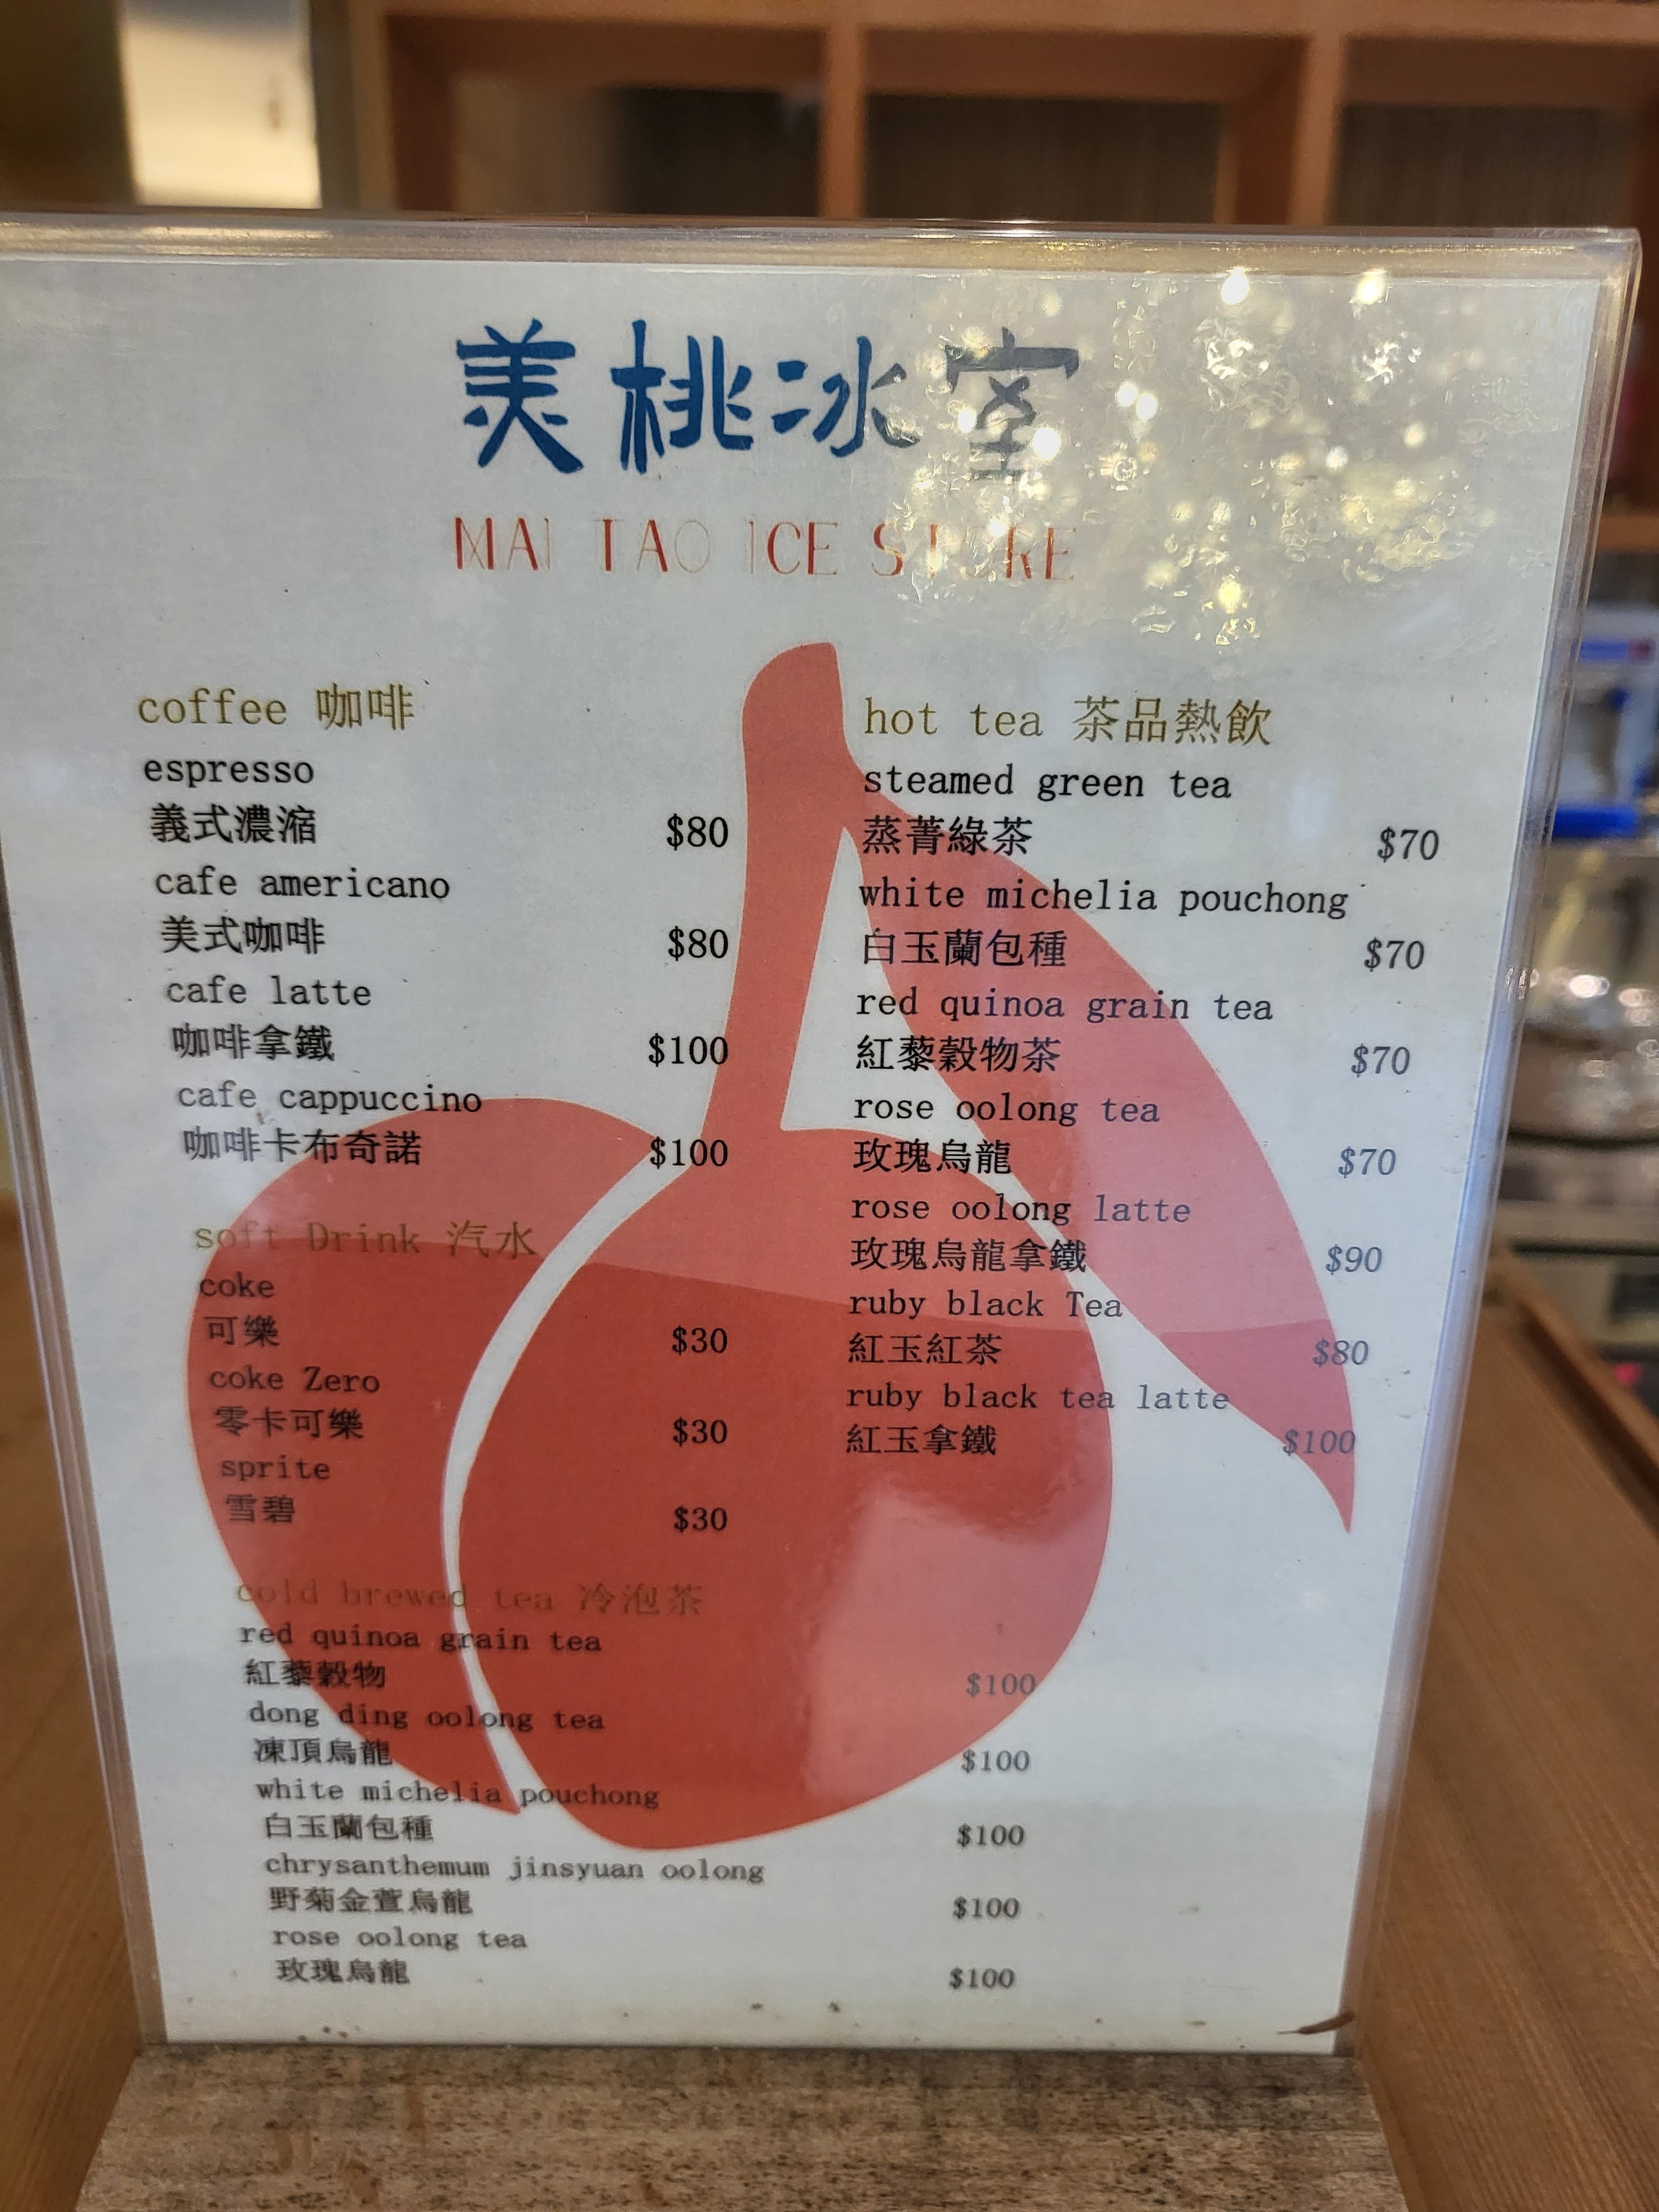 美桃冰室
MAI TAO ICE STORE
coffee 咖啡
espresso
義式濃縮 $80
cafe americano
美式咖啡 $80
cafe latte
咖啡拿鐵 $100
cafe cappuccino
咖啡卡布奇諾 $100
soft Drink 汽水
coke
可樂 $30
coke Zero
零卡可樂 $30
sprite
雪碧 $30
hot tea 茶品熱飲
steamed green tea
蒸菁綠茶 $70
white michelia pouchong
白玉蘭包種 $70
red quinoa grain tea
紅藜穀物茶 $70
rose oolong tea
玫瑰烏龍 $70
rose oolong latte
玫瑰烏龍拿鐵 $90
ruby black Tea
紅玉紅茶 $80
ruby black tea latte
紅玉拿鐵 $100
cold brewed tea 冷泡茶
red quinoa grain tea
紅藜穀物 $100
dong ding oolong tea
凍頂烏龍 $100
white michelia pouchong
白玉蘭包種 $100
chrysanthemum jinsyuan oolong
野菊金萱烏龍 $100
rose oolong tea
玫瑰烏龍 $100